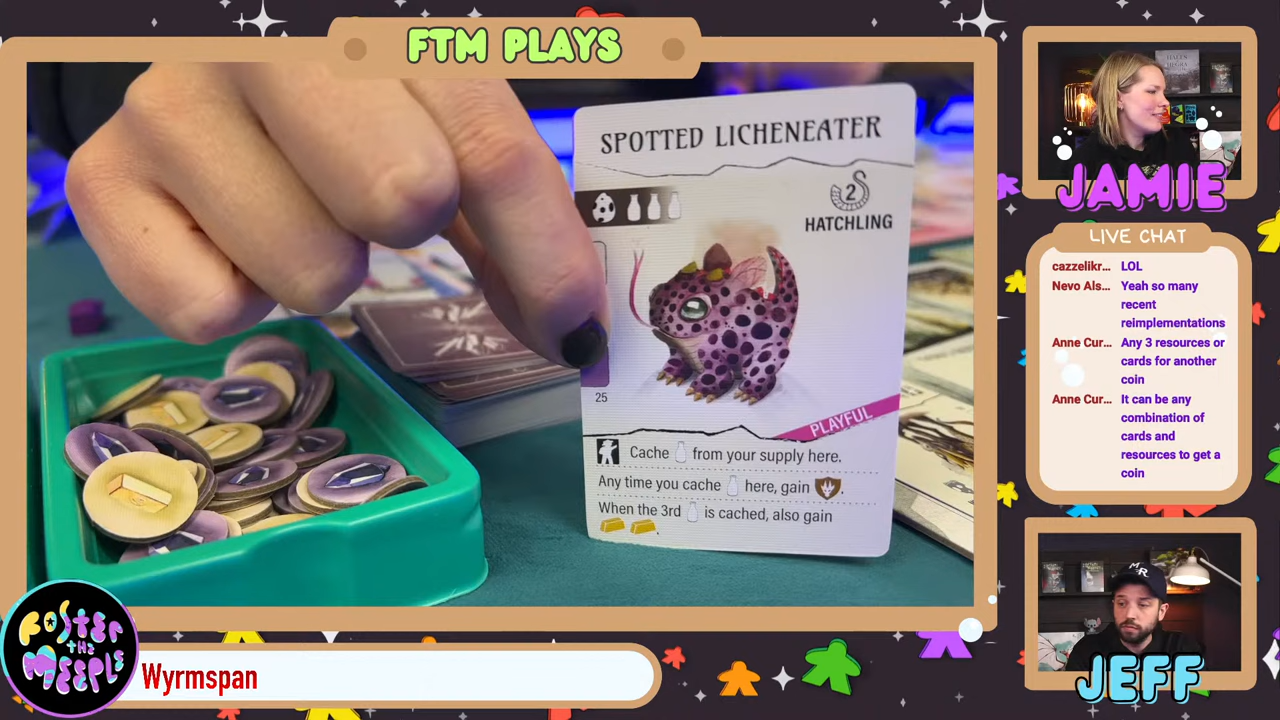 FTM PLAYS
SPOTTED LICHENEATER
2
HATCHLING
25
PLAYFUL
Cache from your supply here.
Any time you cache here, gain .
When the 3rd is cached, also gain
.
JAMIE
LIVE CHAT
cazzelikr... LOL
Nevo Als... Yeah so many
recent
reimplementations
Anne Cur... Any 3 resources or
cards for another
coin
Anne Cur... It can be any
combination of
cards and
resources to get a
coin
JEFF
FOSTER
THE
MEEPLE
Wyrmspan